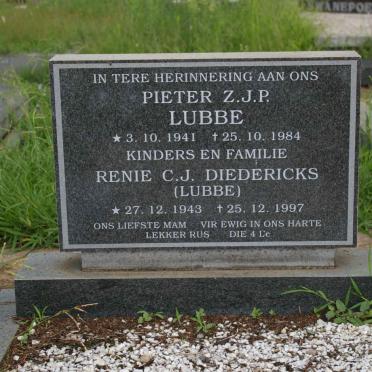 IN TERE HERINNERING AAN ONS
PIETER Z.J.P.
LUBBE
★ 3. 10. 1941 † 25. 10. 1984
KINDERS EN FAMILIE
RENIE C.J. DIEDERICKS
(LUBBE)
★ 27. 12. 1943 † 25. 12. 1997
ONS LIEFSTE MAM VIR EWIG IN ONS HARTE
LEKKER RUS DIE 4 L'e